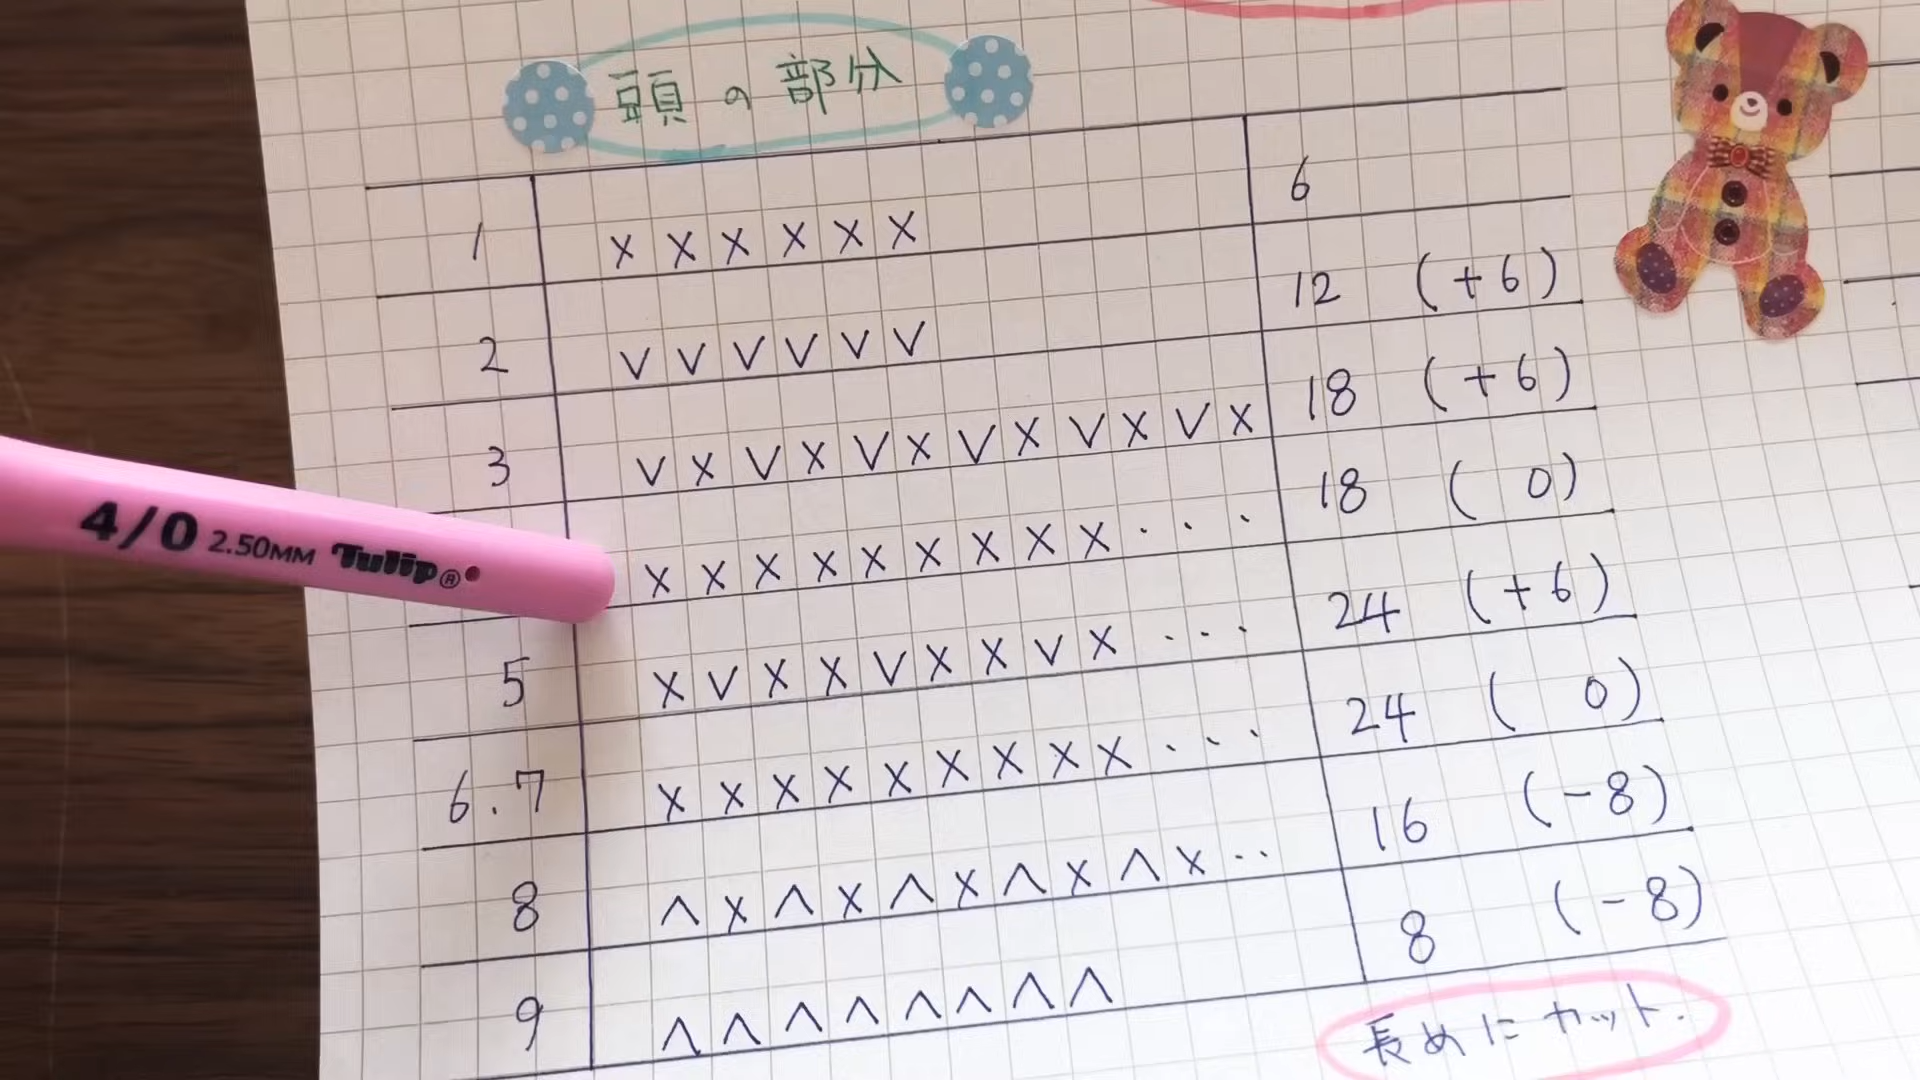 頭の部分
1 x x x x x x 6
2 v v v v v v 12 (+6)
3 v x v x v x v x v x v x 18 (+6)
x x x x x x x x x ... 18 ( 0)
5 x v x x v x x v x ... 24 (+6)
6.7 x x x x x x x x x ... 24 ( 0)
8 ʌ x ʌ x ʌ x ʌ x ʌ x .. 16 (-8)
9 ʌ ʌ ʌ ʌ ʌ ʌ ʌ ʌ 8 (-8)
長めにカット.
4/0 2.50MM Tulip®